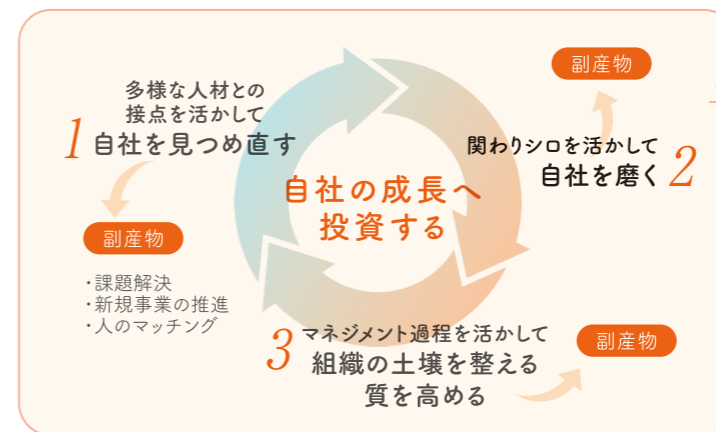 多様な人材との
接点を活かして
1 自社を見つめ直す
副産物
・課題解決
・新規事業の推進
・人のマッチング
自社の成長へ
投資する
副産物
関わりシロを活かして
自社を磨く 2
3 マネジメント過程を活かして
組織の土壌を整える
質を高める
副産物